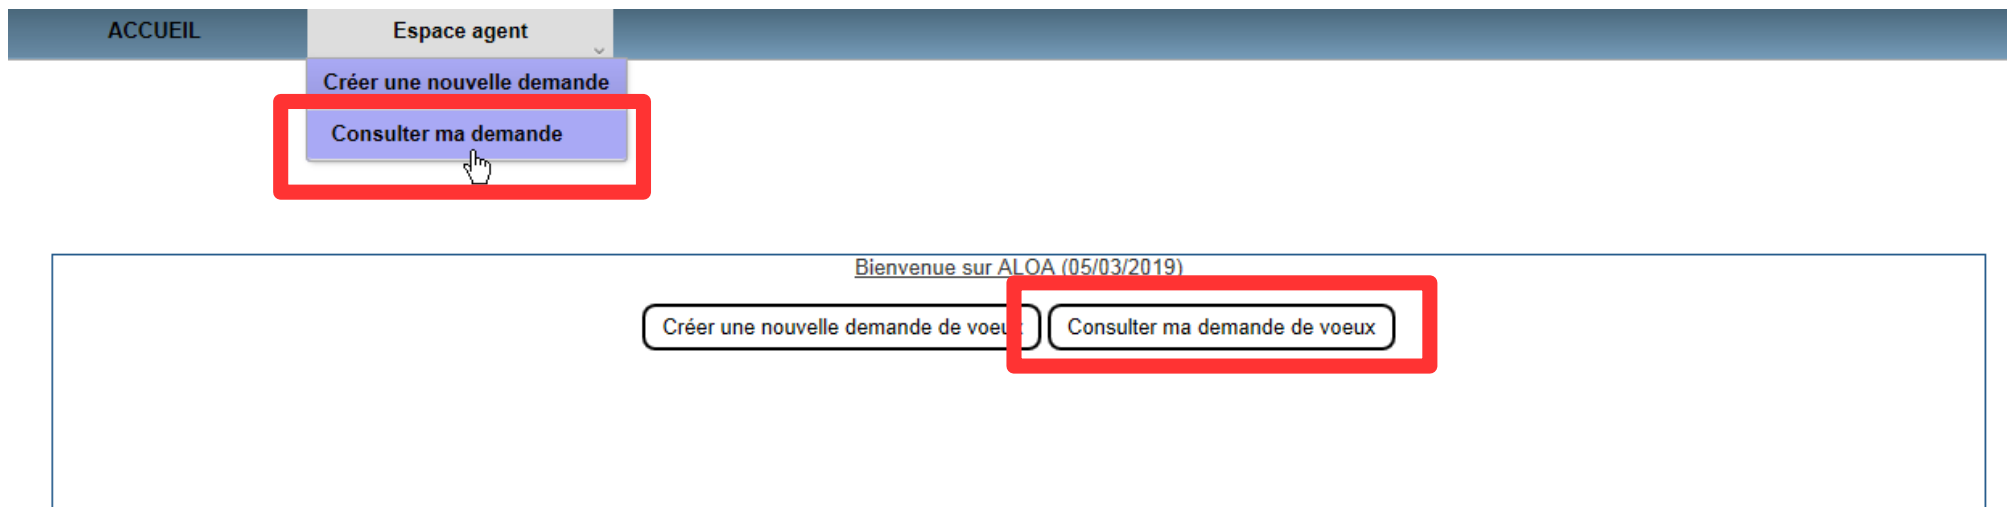 ACCUEIL Espace agent
Créer une nouvelle demande
Consulter ma demande
Bienvenue sur ALOA (05/03/2019)
Créer une nouvelle demande de voeux Consulter ma demande de voeux